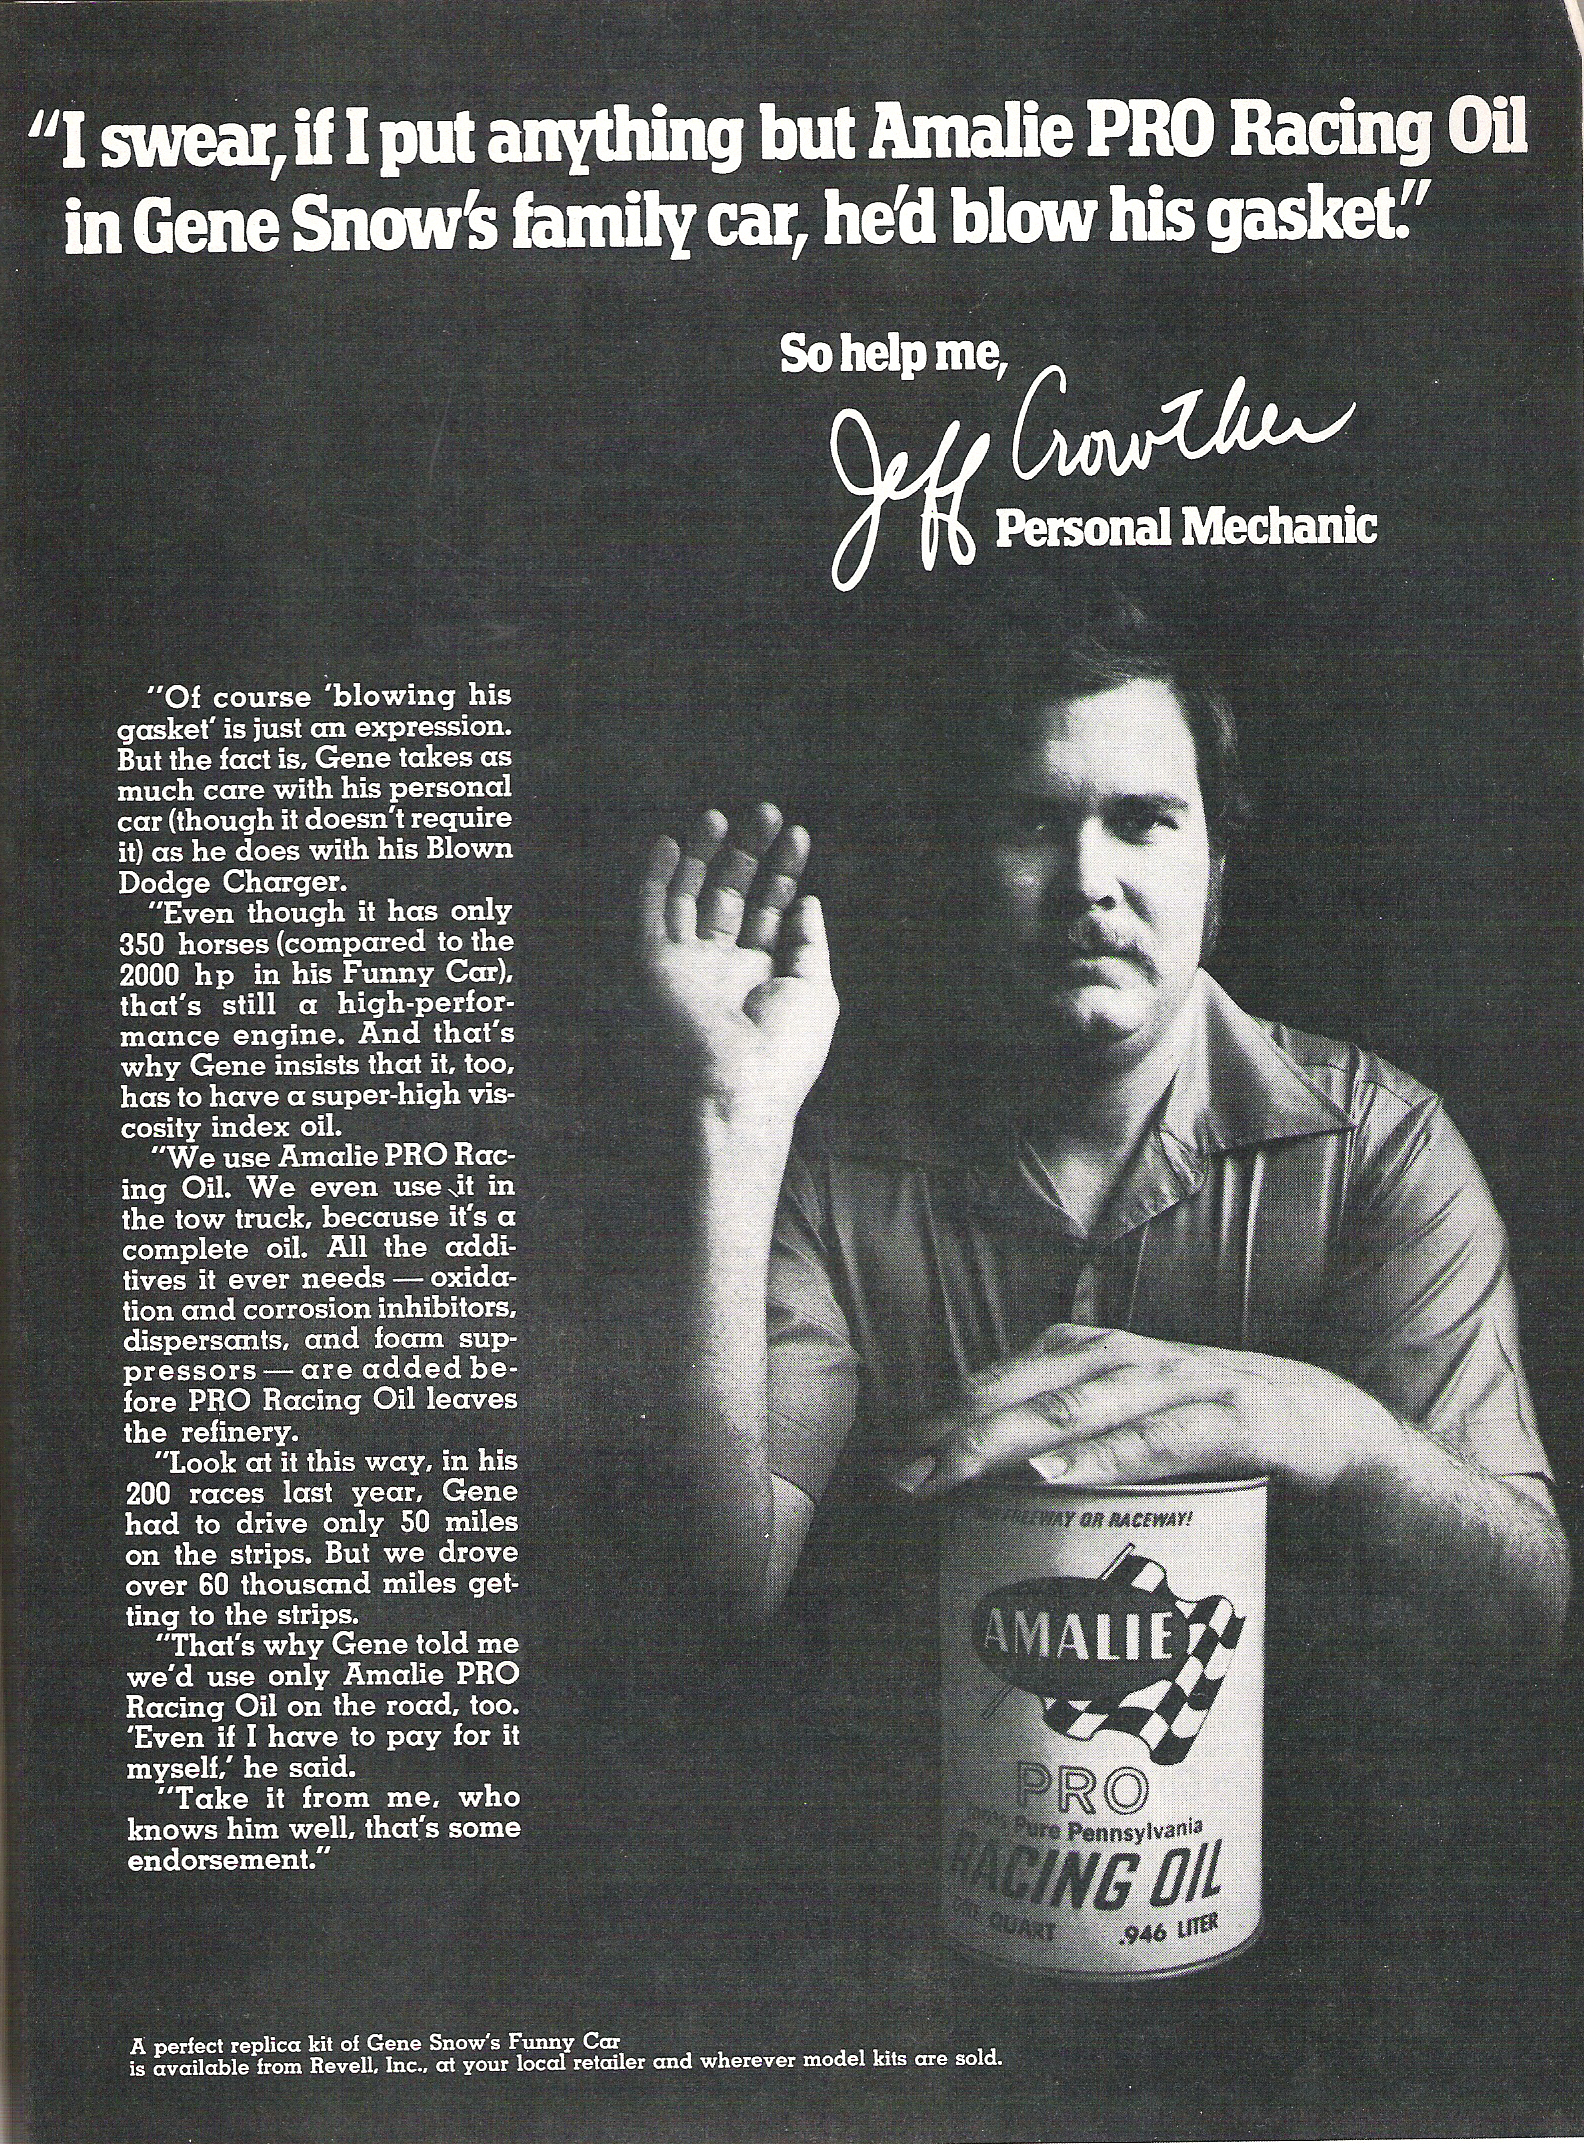 "I swear, if I put anything but Amalie PRO Racing Oil
in Gene Snow's family car, he'd blow his gasket."
So help me,
Jeff Crowther
Personal Mechanic
"Of course 'blowing his
gasket' is just an expression.
But the fact is, Gene takes as
much care with his personal
car (though it doesn't require
it) as he does with his Blown
Dodge Charger.
"Even though it has only
350 horses (compared to the
2000 hp in his Funny Car),
that's still a high-perfor-
mance engine. And that's
why Gene insists that it, too,
has to have a super-high vis-
cosity index oil.
"We use Amalie PRO Rac-
ing Oil. We even use it in
the tow truck, because it's a
complete oil. All the addi-
tives it ever needs — oxida-
tion and corrosion inhibitors,
dispersants, and foam sup-
pressors — are added be-
fore PRO Racing Oil leaves
the refinery.
"Look at it this way, in his
200 races last year, Gene
had to drive only 50 miles
on the strips. But we drove
over 60 thousand miles get-
ting to the strips.
"That's why Gene told me
we'd use only Amalie PRO
Racing Oil on the road, too.
'Even if I have to pay for it
myself,' he said.
"Take it from me, who
knows him well, that's some
endorsement."
FREEWAY OR RACEWAY!
AMALIE
PRO
Pure Pennsylvania
RACING OIL
ONE QUART .946 LITER
A perfect replica kit of Gene Snow's Funny Car
is available from Revell, Inc., at your local retailer and wherever model kits are sold.